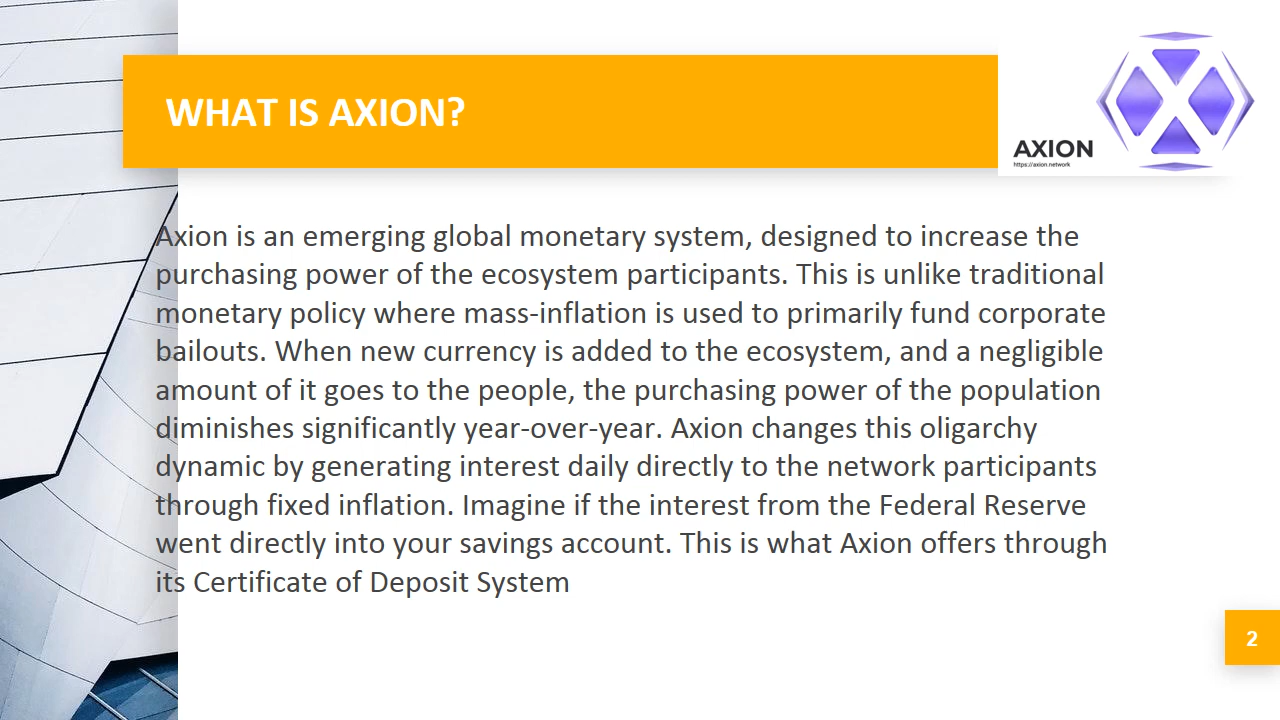 WHAT IS AXION?
AXION
https://axion.network
Axion is an emerging global monetary system, designed to increase the
purchasing power of the ecosystem participants. This is unlike traditional
monetary policy where mass-inflation is used to primarily fund corporate
bailouts. When new currency is added to the ecosystem, and a negligible
amount of it goes to the people, the purchasing power of the population
diminishes significantly year-over-year. Axion changes this oligarchy
dynamic by generating interest daily directly to the network participants
through fixed inflation. Imagine if the interest from the Federal Reserve
went directly into your savings account. This is what Axion offers through
its Certificate of Deposit System
2